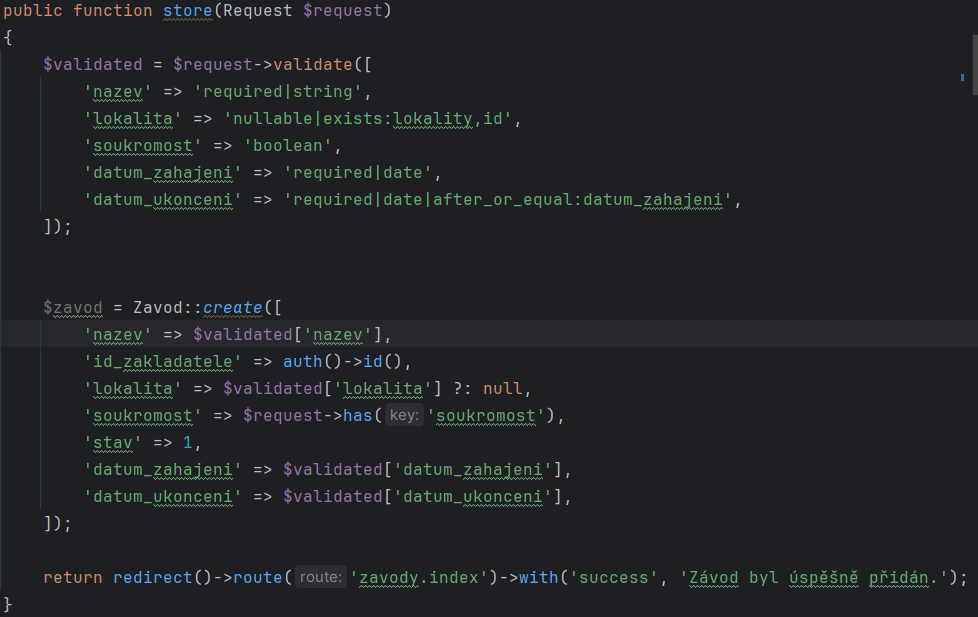 public function store(Request $request)
{
    $validated = $request->validate([
        'nazev' => 'required|string',
        'lokalita' => 'nullable|exists:lokality,id',
        'soukromost' => 'boolean',
        'datum_zahajeni' => 'required|date',
        'datum_ukonceni' => 'required|date|after_or_equal:datum_zahajeni',
    ]);
    $zavod = Zavod::create([
        'nazev' => $validated['nazev'],
        'id_zakladatele' => auth()->id(),
        'lokalita' => $validated['lokalita'] ?: null,
        'soukromost' => $request->has( key: 'soukromost'),
        'stav' => 1,
        'datum_zahajeni' => $validated['datum_zahajeni'],
        'datum_ukonceni' => $validated['datum_ukonceni'],
    ]);
    return redirect()->route( route: 'zavody.index')->with('success', 'Závod byl úspěšně přidán.');
}